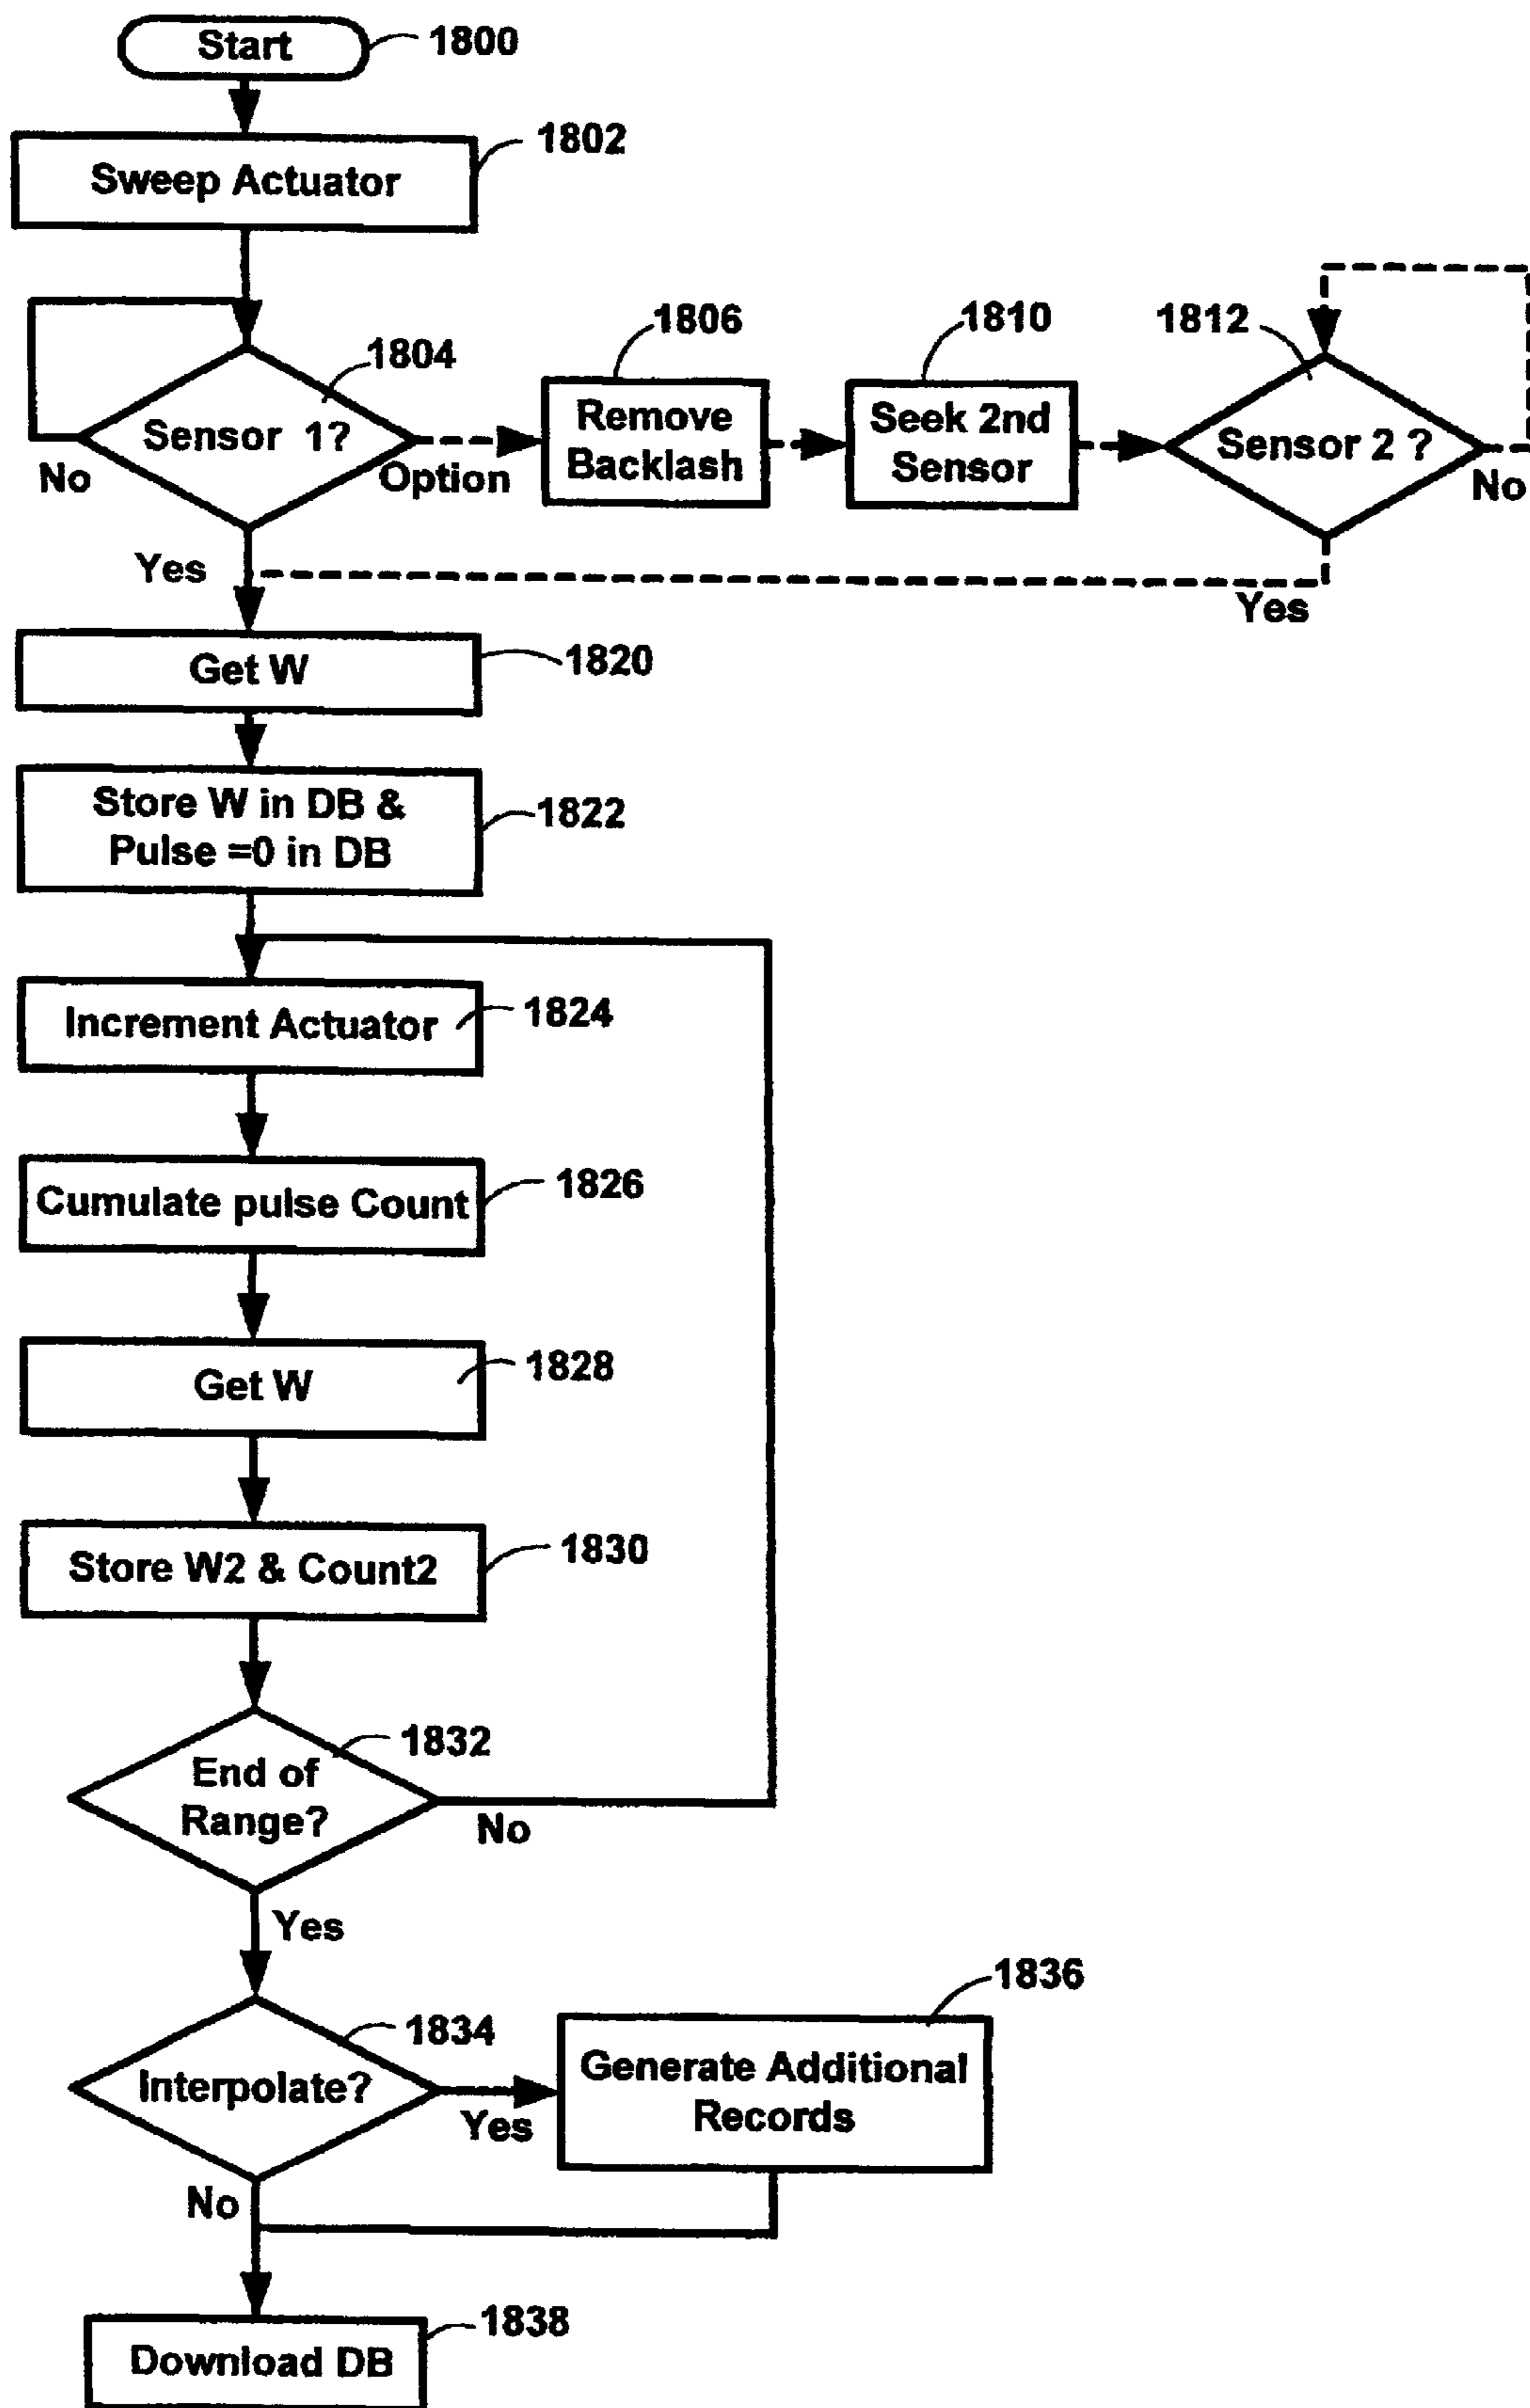 Start
1800
1802
Sweep Actuator
1806
1810
1812
1804
Sensor 1?
No
Option
Remove
Backlash
Seek 2nd
Sensor
Sensor 2 ?
No
Yes
Yes
Get W
1820
Store W in DB &
Pulse =0 in DB
1822
Increment Actuator
1824
Cumulate pulse Count
1826
Get W
1828
Store W2 & Count2
1830
1832
End of
Range?
No
Yes
1834
Interpolate?
Yes
1836
Generate Additional
Records
No
1838
Download DB